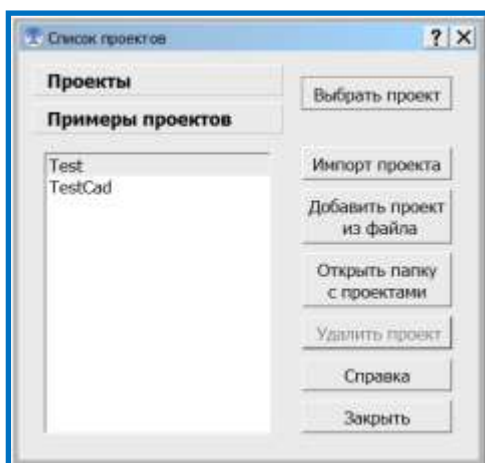 Список проектов
Проекты
Примеры проектов
Test
TestCad
Выбрать проект
Импорт проекта
Добавить проект
из файла
Открыть папку
с проектами
Удалить проект
Справка
Закрыть